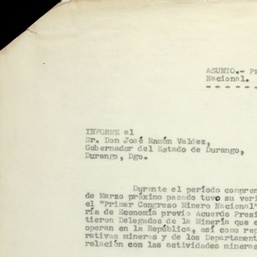 ASUNTO.- P
Nacional.
- - - - - -
INFORME al
Sr. Don José Ramón Valdez,
Gobernador del Estado de Durango,
Durango, Dgo.
Durante el período compren
de Marzo próximo pasado tuvo su veri
el "Primer Congreso Minero Nacional"
ría de Economía previo Acuerdo Presi
tieron Delegados de la Minería que e
operan en la República, así como rep
rativas mineras y de los Departament
relación con las actividades mineras